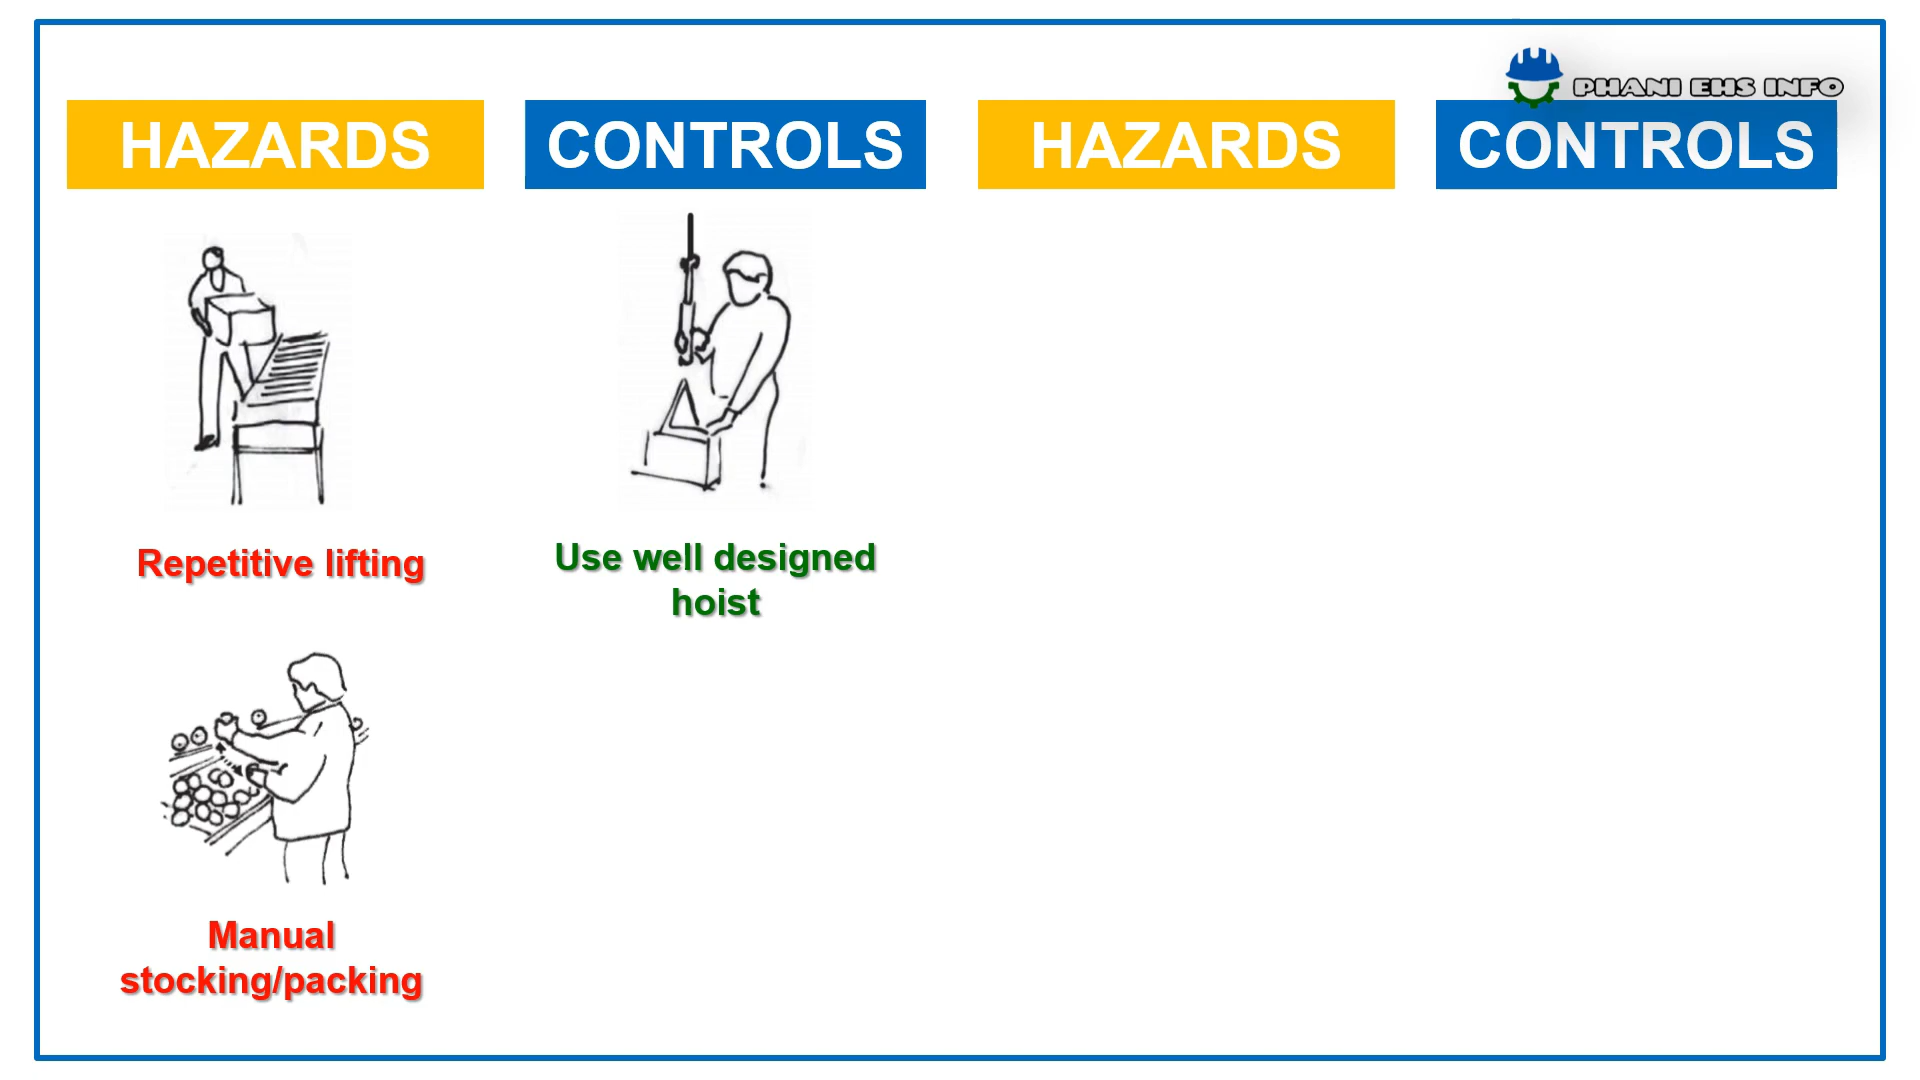 PHANI EHS INFO
HAZARDS
CONTROLS
HAZARDS
CONTROLS
Repetitive lifting
Use well designed
hoist
Manual
stocking/packing